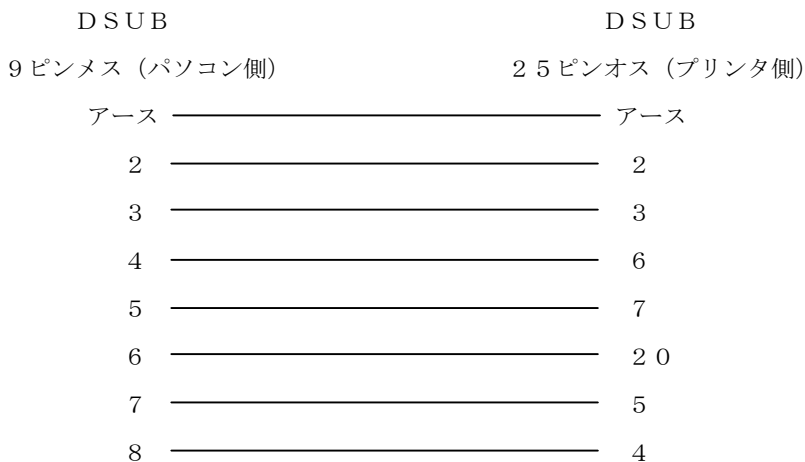 ＤＳＵＢ ＤＳＵＢ
９ピンメス（パソコン側） ２５ピンオス（プリンタ側）
アース アース
２ ２
３ ３
４ ６
５ ７
６ ２０
７ ５
８ ４